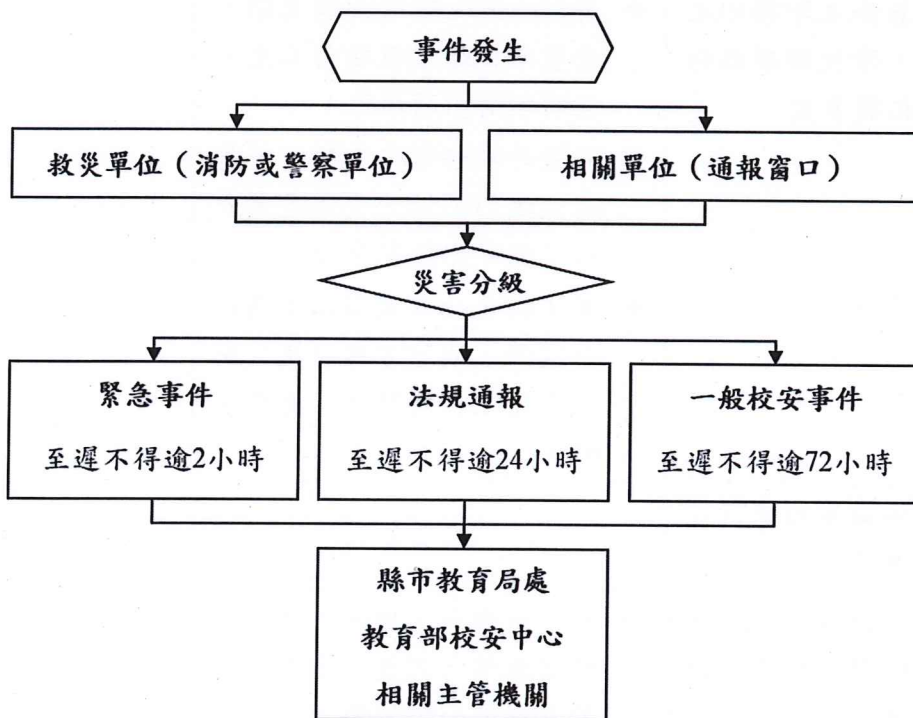 事件發生
救災單位（消防或警察單位）
相關單位（通報窗口）
災害分級
緊急事件
至遲不得逾2小時
法規通報
至遲不得逾24小時
一般校安事件
至遲不得逾72小時
縣市教育局處
教育部校安中心
相關主管機關